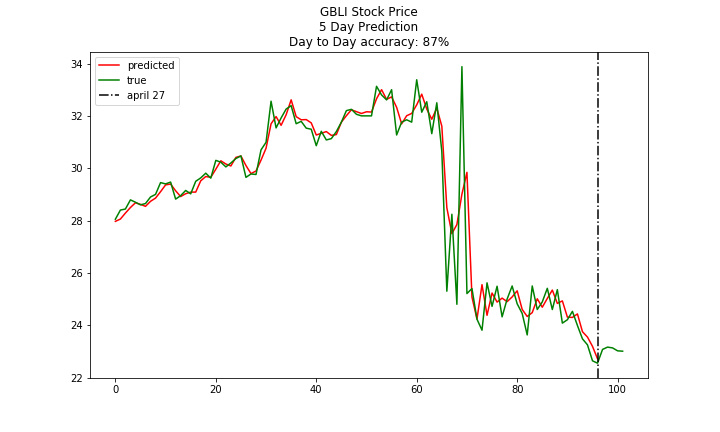 GBLI Stock Price
5 Day Prediction
Day to Day accuracy: 87%
predicted
true
april 27
34
32
30
28
26
24
22
0 20 40 60 80 100